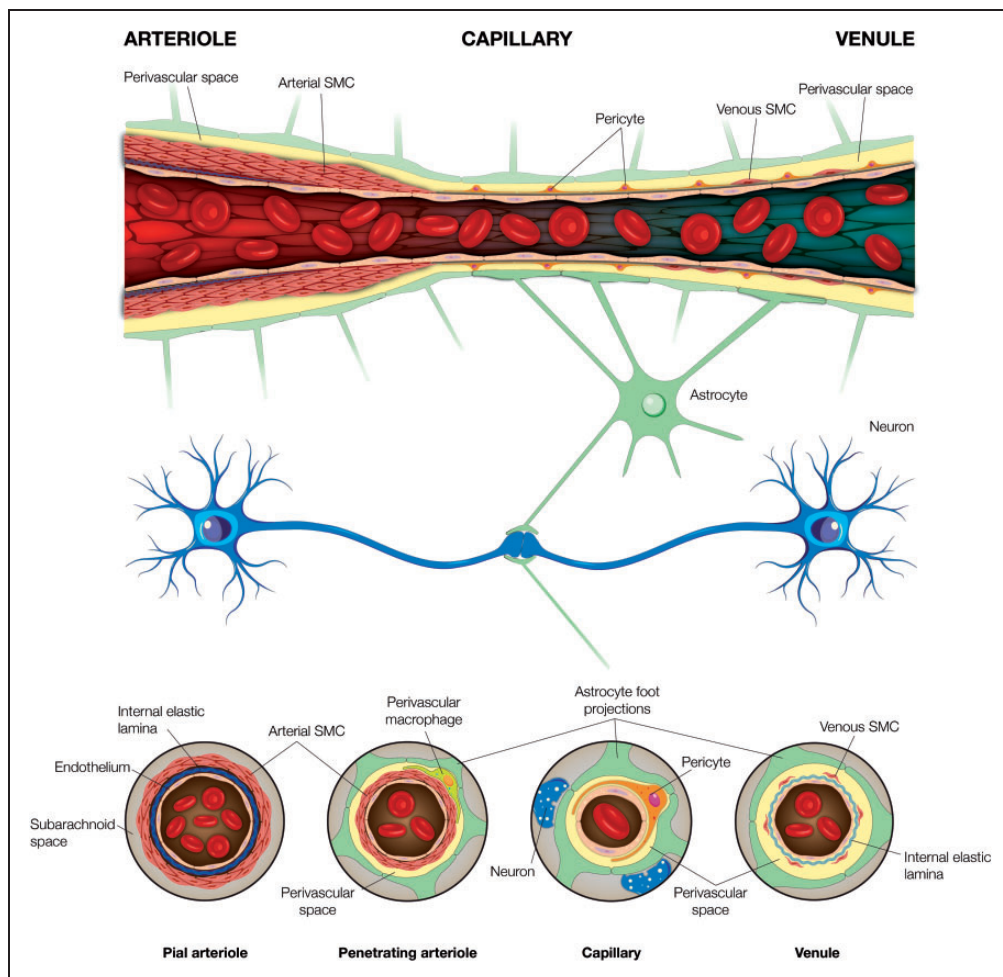 ARTERIOLE
CAPILLARY
VENULE
Perivascular space
Arterial SMC
Pericyte
Venous SMC
Perivascular space
Astrocyte
Neuron
Internal elastic
lamina
Endothelium
Subarachnoid
space
Arterial SMC
Perivascular
macrophage
Perivascular
space
Astrocyte foot
projections
Pericyte
Neuron
Perivascular
space
Venous SMC
Internal elastic
lamina
Pial arteriole
Penetrating arteriole
Capillary
Venule